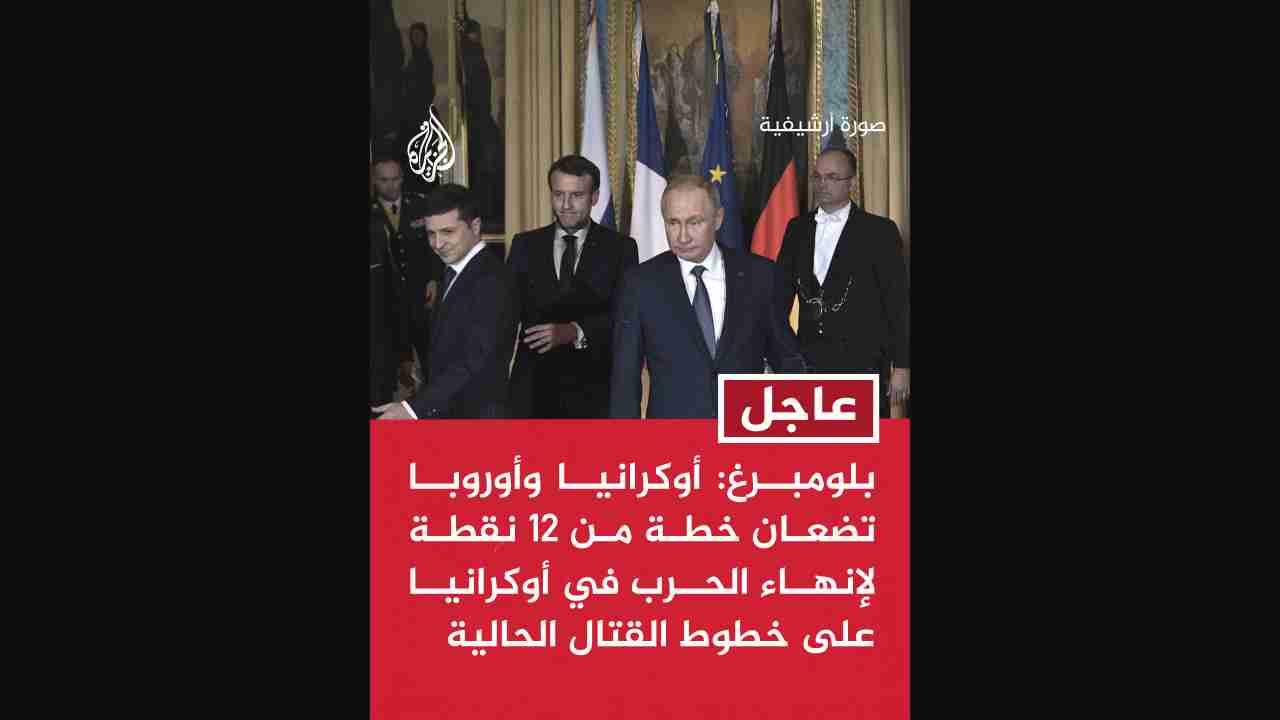 صورة أرشيفية
الجزيرة
عاجل
بلومبرغ: أوكرانيا وأوروبا
تضعان خطة من 12 نقطة
لإنهاء الحرب في أوكرانيا
على خطوط القتال الحالية